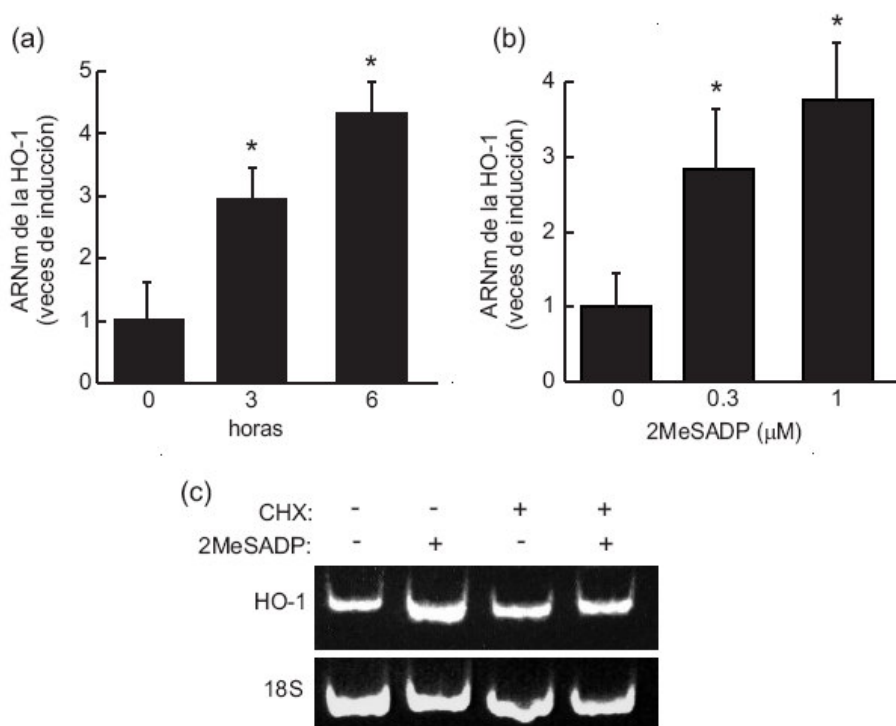 (a)
ARNm de la HO-1
(veces de inducción)
5
4
3
2
1
0
*
*
0 3 6
horas
(b)
ARNm de la HO-1
(veces de inducción)
4
3
2
1
0
*
*
0 0.3 1
2MeSADP (μM)
(c)
CHX: - - + +
2MeSADP: - + - +
HO-1
18S